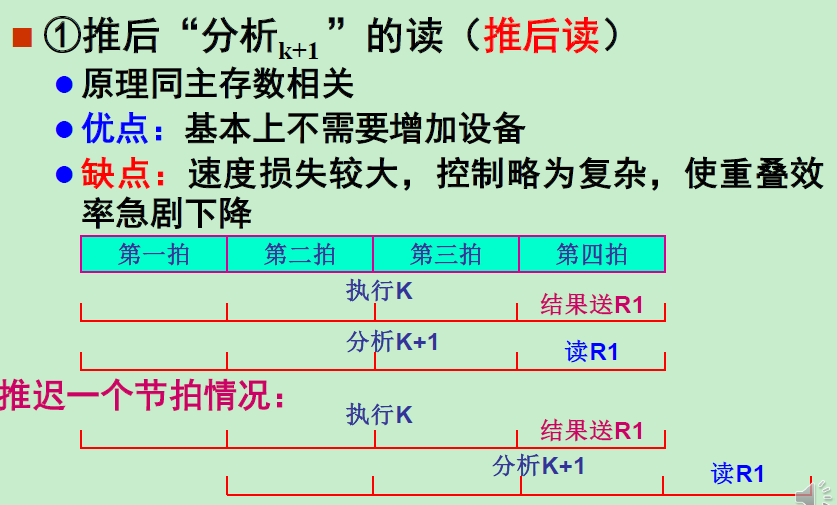 ①推后“分析k+1”的读（推后读）
原理同主存数相关
优点：基本上不需要增加设备
缺点：速度损失较大，控制略为复杂，使重叠效
率急剧下降
第一拍 第二拍 第三拍 第四拍
执行K
结果送R1
分析K+1
读R1
推迟一个节拍情况：
执行K
结果送R1
分析K+1
读R1